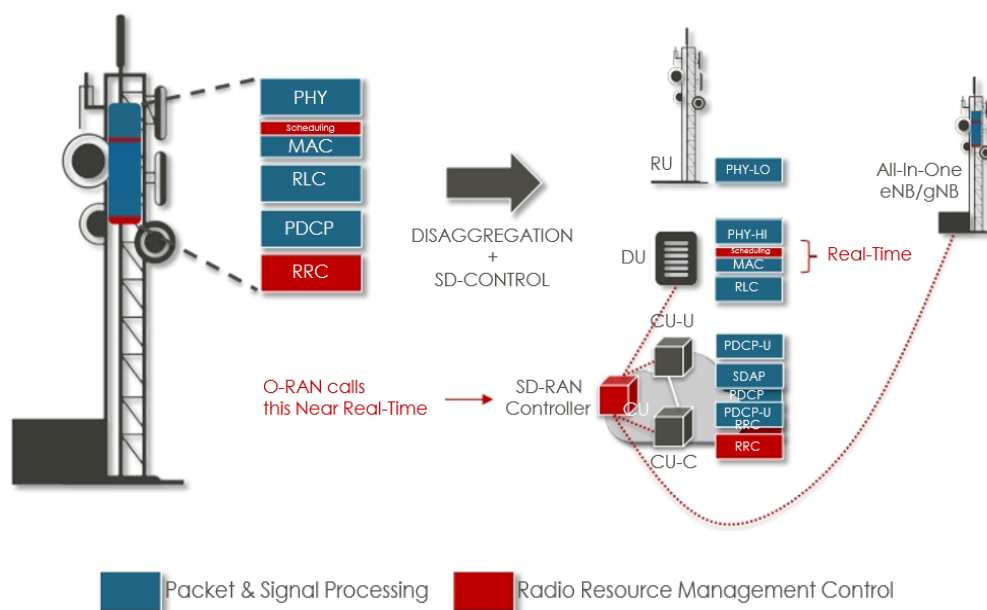 PHY
Scheduling
MAC
RLC
PDCP
RRC
DISAGGREGATION
+
SD-CONTROL
RU
PHY-LO
All-In-One
eNB/gNB
DU
PHY-HI
Scheduling
MAC
RLC
Real-Time
CU-U
PDCP-U
SDAP
PDCP
PDCP-U
RRC
RRC
O-RAN calls
this Near Real-Time
SD-RAN
Controller
CU
CU-C
Packet & Signal Processing
Radio Resource Management Control